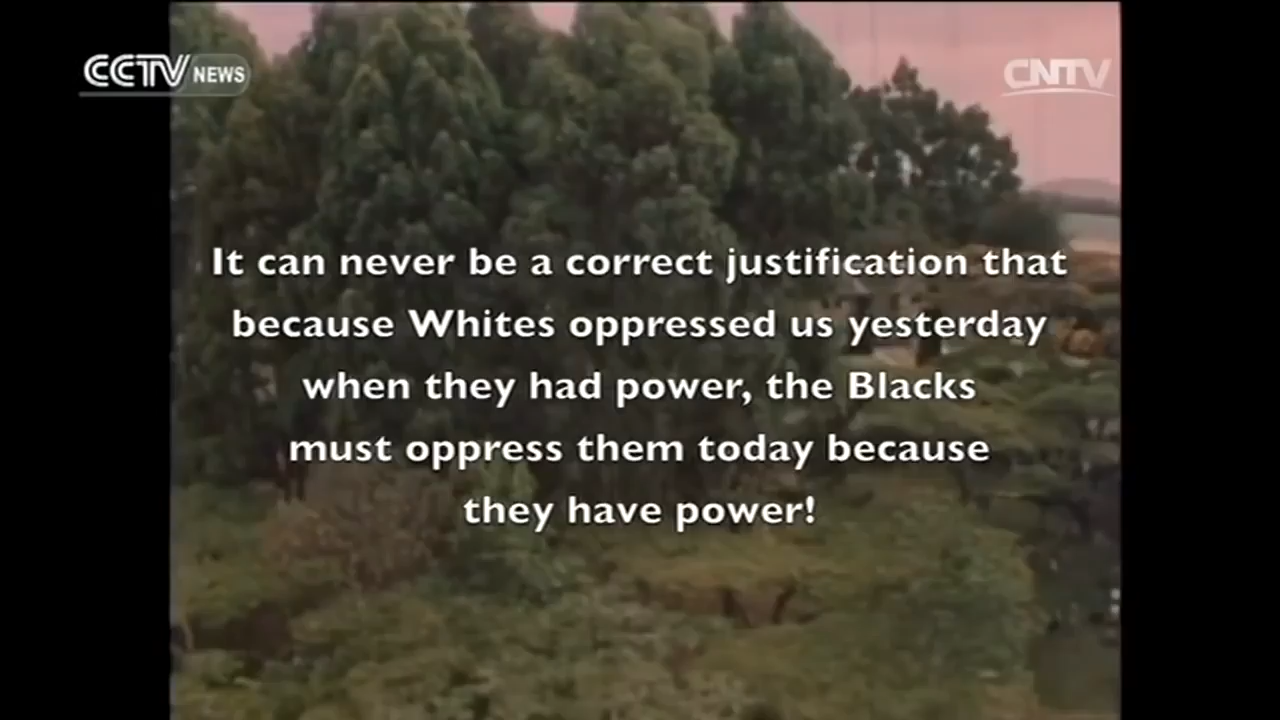 CCTV NEWS
CNTV
It can never be a correct justification that
because Whites oppressed us yesterday
when they had power, the Blacks
must oppress them today because
they have power!